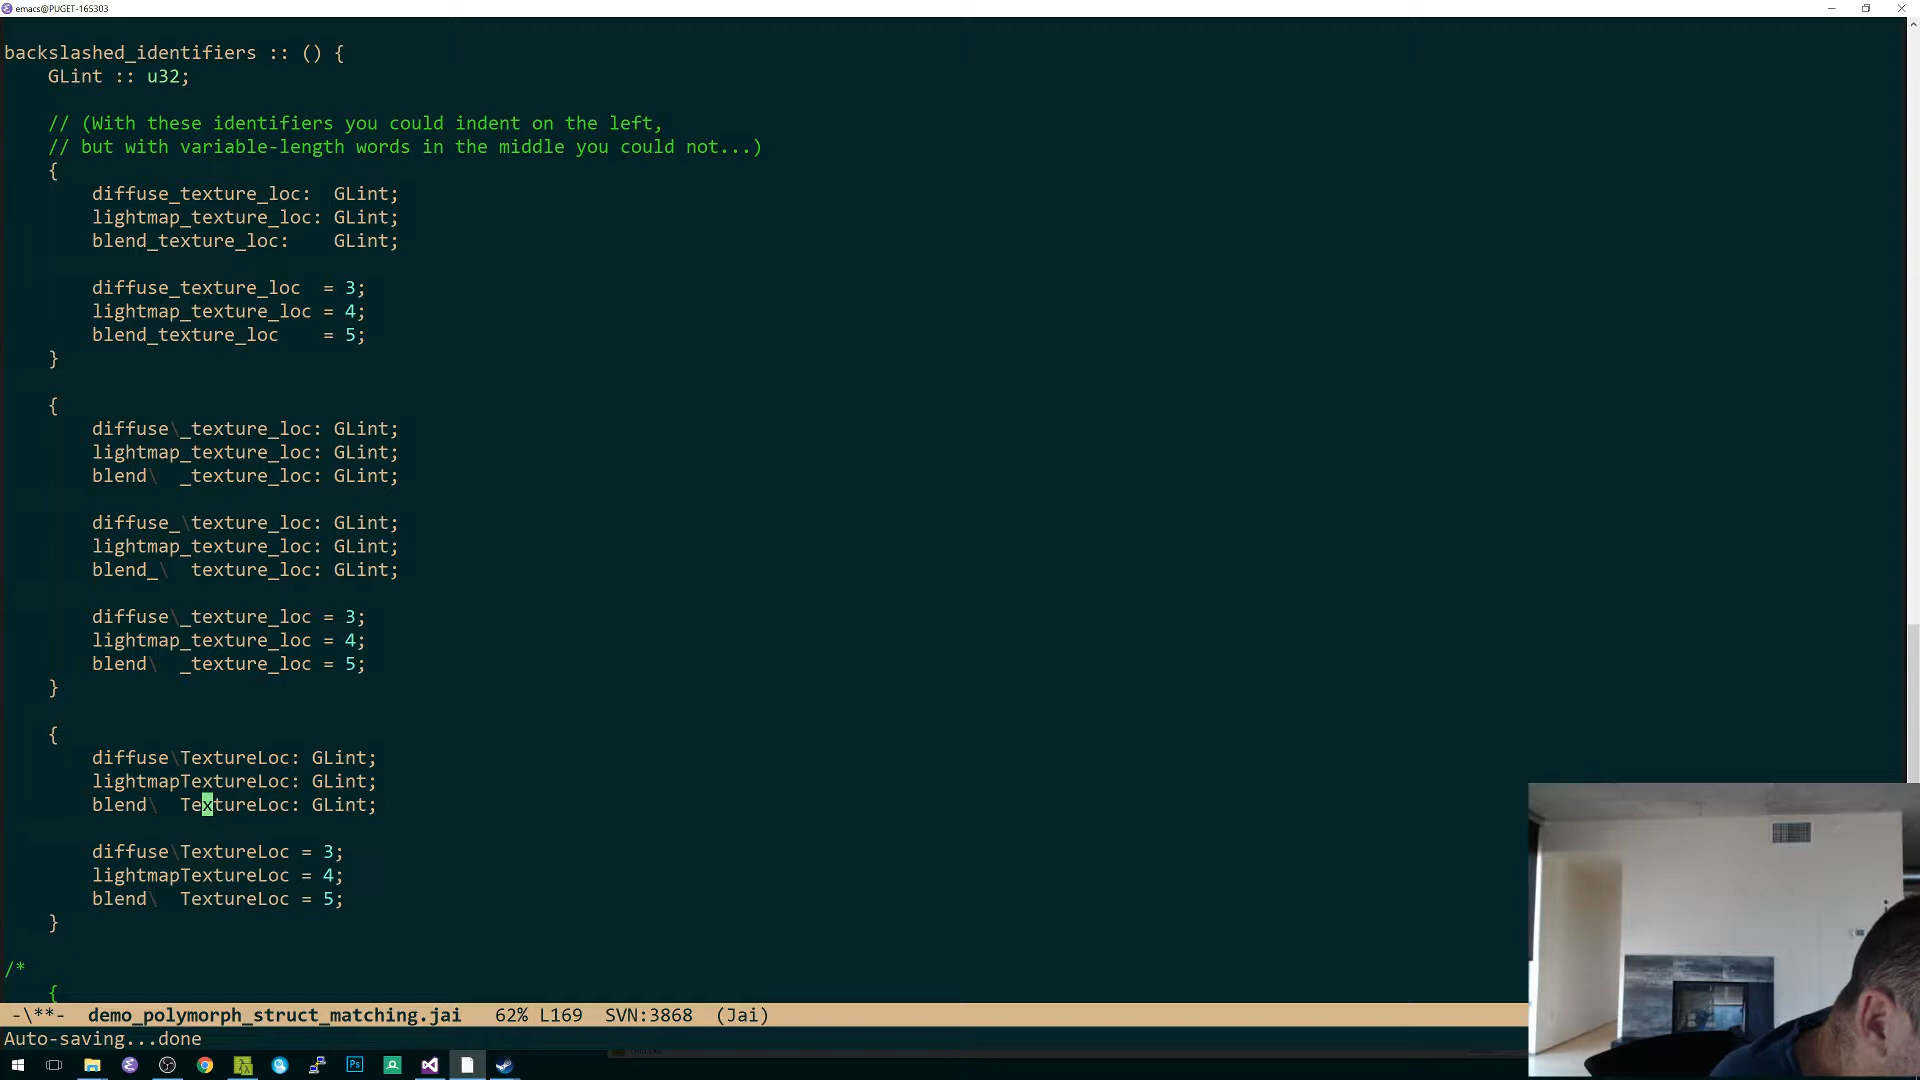 emacs@PUGET-165303
backslashed_identifiers :: () {
    GLint :: u32;

    // (With these identifiers you could indent on the left,
    // but with variable-length words in the middle you could not...)
    {
        diffuse_texture_loc:  GLint;
        lightmap_texture_loc: GLint;
        blend_texture_loc:    GLint;

        diffuse_texture_loc  = 3;
        lightmap_texture_loc = 4;
        blend_texture_loc    = 5;
    }

    {
        diffuse\_texture_loc: GLint;
        lightmap_texture_loc: GLint;
        blend\  _texture_loc: GLint;

        diffuse_\texture_loc: GLint;
        lightmap_texture_loc: GLint;
        blend_\  texture_loc: GLint;

        diffuse\_texture_loc = 3;
        lightmap_texture_loc = 4;
        blend\  _texture_loc = 5;
    }

    {
        diffuse\TextureLoc: GLint;
        lightmapTextureLoc: GLint;
        blend\  TextureLoc: GLint;

        diffuse\TextureLoc = 3;
        lightmapTextureLoc = 4;
        blend\  TextureLoc = 5;
    }

/*
    {
-\**-  demo_polymorph_struct_matching.jai   62% L169  SVN:3868  (Jai)
Auto-saving...done